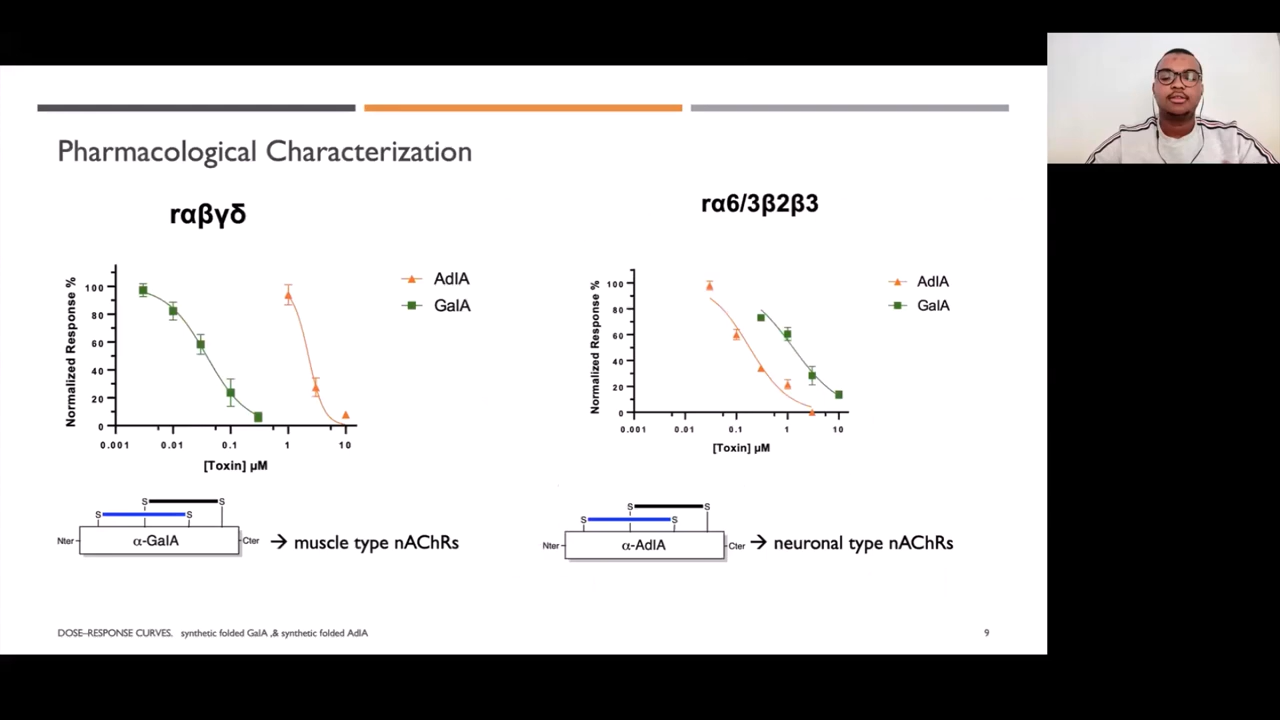 Pharmacological Characterization
rαβγδ
Normalized Response %
100
80
60
40
20
0
0.001
0.01
0.1
1
10
[Toxin] µM
AdIA
GaIA
rα6/3β2β3
Normalized Response %
100
80
60
40
20
0
0.001
0.01
0.1
1
10
[Toxin] µM
AdIA
GaIA
S S
S S
Nter
α-GaIA
Cter
→ muscle type nAChRs
S S
S S
Nter
α-AdIA
Cter
→ neuronal type nAChRs
DOSE–RESPONSE CURVES. synthetic folded GaIA ,& synthetic folded AdIA
9